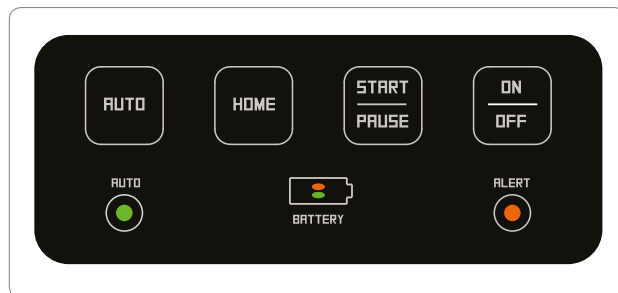 AUTO
HOME
START
PAUSE
ON
OFF
AUTO
BATTERY
ALERT